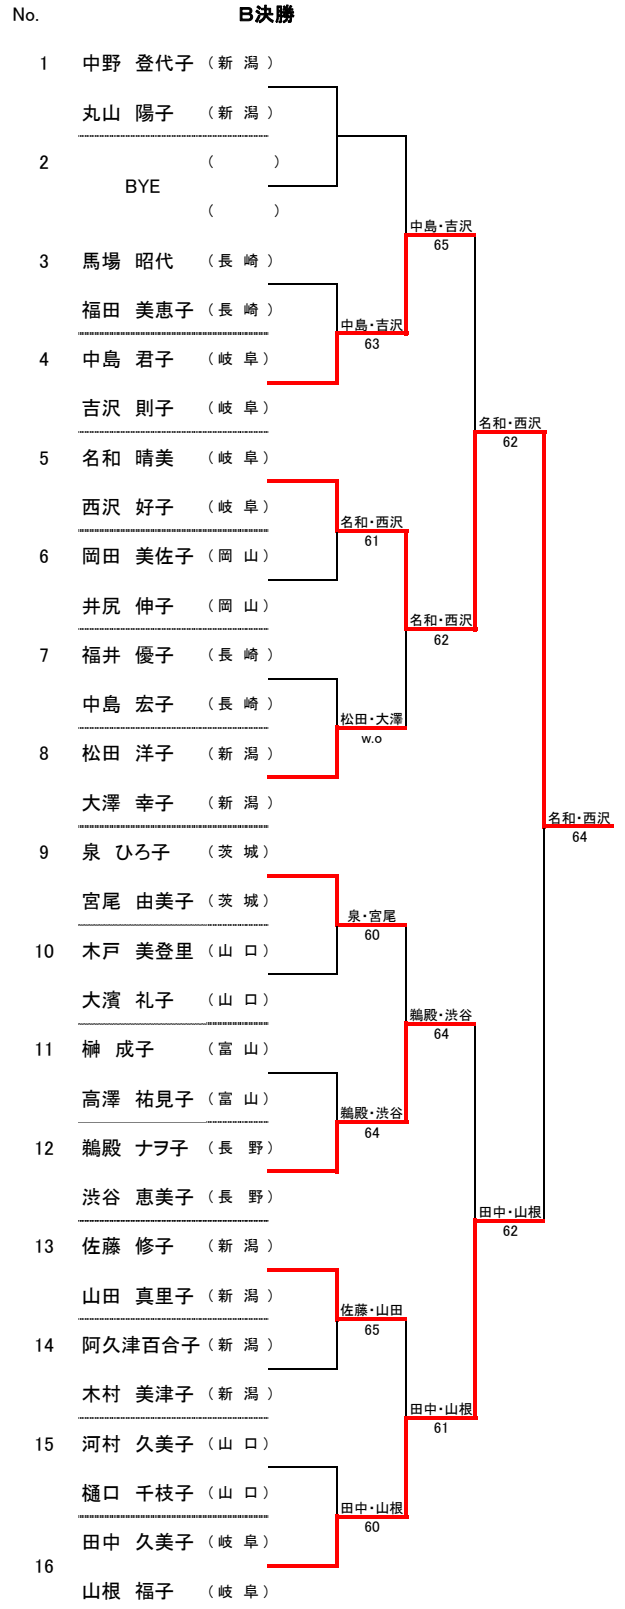 No. B決勝
1 中野 登代子 (新 潟)
丸山 陽子 (新 潟)
2 ( )
BYE
( )
中島・吉沢
65
3 馬場 昭代 (長 崎)
福田 美恵子 (長 崎)
中島・吉沢
63
4 中島 君子 (岐 阜)
吉沢 則子 (岐 阜)
名和・西沢
62
5 名和 晴美 (岐 阜)
西沢 好子 (岐 阜)
名和・西沢
61
6 岡田 美佐子 (岡 山)
井尻 伸子 (岡 山)
名和・西沢
62
7 福井 優子 (長 崎)
中島 宏子 (長 崎)
松田・大澤
w.o
8 松田 洋子 (新 潟)
大澤 幸子 (新 潟)
名和・西沢
64
9 泉 ひろ子 (茨 城)
宮尾 由美子 (茨 城)
泉・宮尾
60
10 木戸 美登里 (山 口)
大濱 礼子 (山 口)
鵜殿・渋谷
64
11 榊 成子 (富 山)
高澤 祐見子 (富 山)
鵜殿・渋谷
64
12 鵜殿 ナヲ子 (長 野)
渋谷 恵美子 (長 野)
田中・山根
62
13 佐藤 修子 (新 潟)
山田 真里子 (新 潟)
佐藤・山田
65
14 阿久津百合子 (新 潟)
木村 美津子 (新 潟)
田中・山根
61
15 河村 久美子 (山 口)
樋口 千枝子 (山 口)
田中・山根
60
田中 久美子 (岐 阜)
16
山根 福子 (岐 阜)